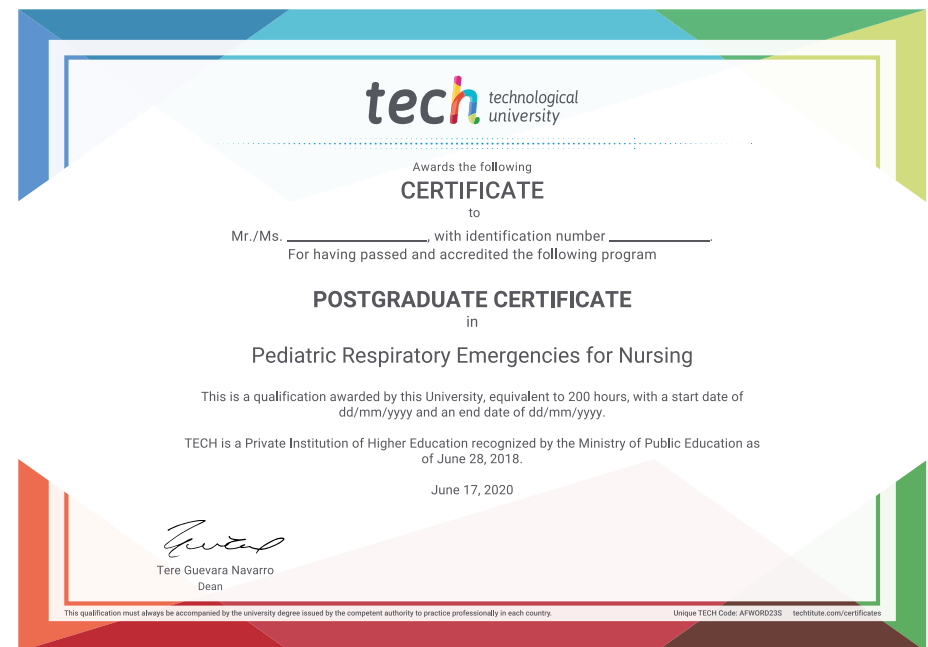 tech technological
university
Awards the following
CERTIFICATE
to
Mr./Ms. ____________________, with identification number ______________.
For having passed and accredited the following program
POSTGRADUATE CERTIFICATE
in
Pediatric Respiratory Emergencies for Nursing
This is a qualification awarded by this University, equivalent to 200 hours, with a start date of
dd/mm/yyyy and an end date of dd/mm/yyyy.
TECH is a Private Institution of Higher Education recognized by the Ministry of Public Education as
of June 28, 2018.
June 17, 2020
Tere Guevara Navarro
Dean
This qualification must always be accompanied by the university degree issued by the competent authority to practice professionally in each country. Unique TECH Code: AFWORD23S techtitute.com/certificates